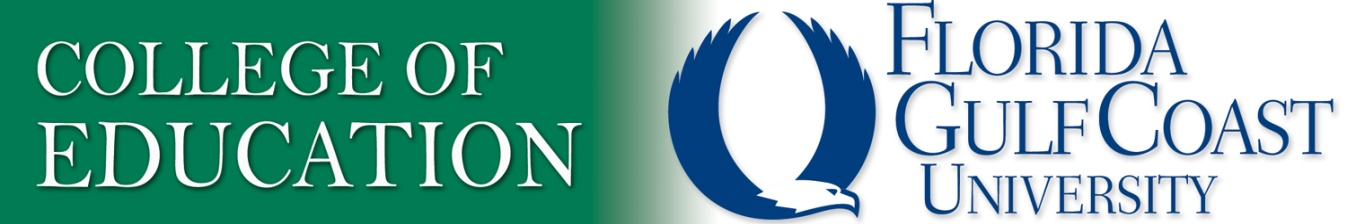 COLLEGE OF
EDUCATION
FLORIDA
GULF COAST
UNIVERSITY